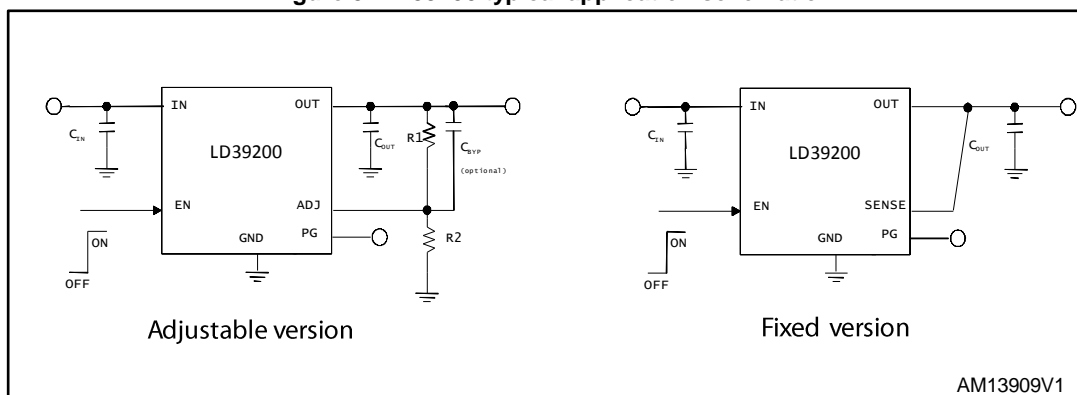 IN
OUT
C_IN
C_OUT
R1
C_BYP
(optional)
LD39200
EN
ADJ
GND
PG
R2
ON
OFF
Adjustable version
IN
OUT
C_IN
C_OUT
LD39200
EN
SENSE
GND
PG
ON
OFF
Fixed version
AM13909V1